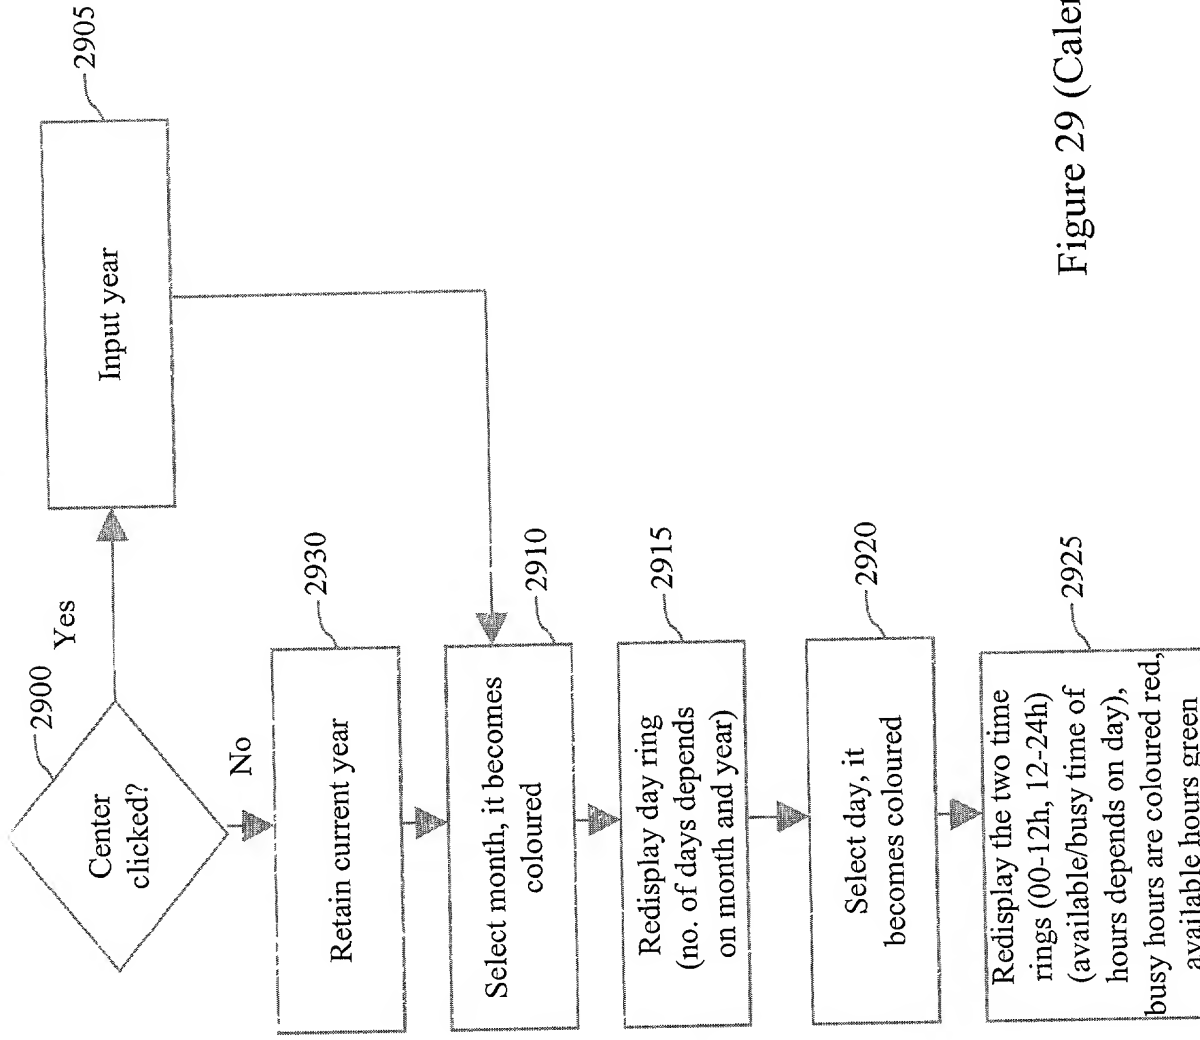 2900
Center
clicked?
Yes
2905
Input year
No
2930
Retain current year
2910
Select month, it becomes
coloured
2915
Redisplay day ring
(no. of days depends
on month and year)
2920
Select day, it
becomes coloured
2925
Redisplay the two time
rings (00-12h, 12-24h)
(available/busy time of
hours depends on day),
busy hours are coloured red,
available hours green
Figure 29